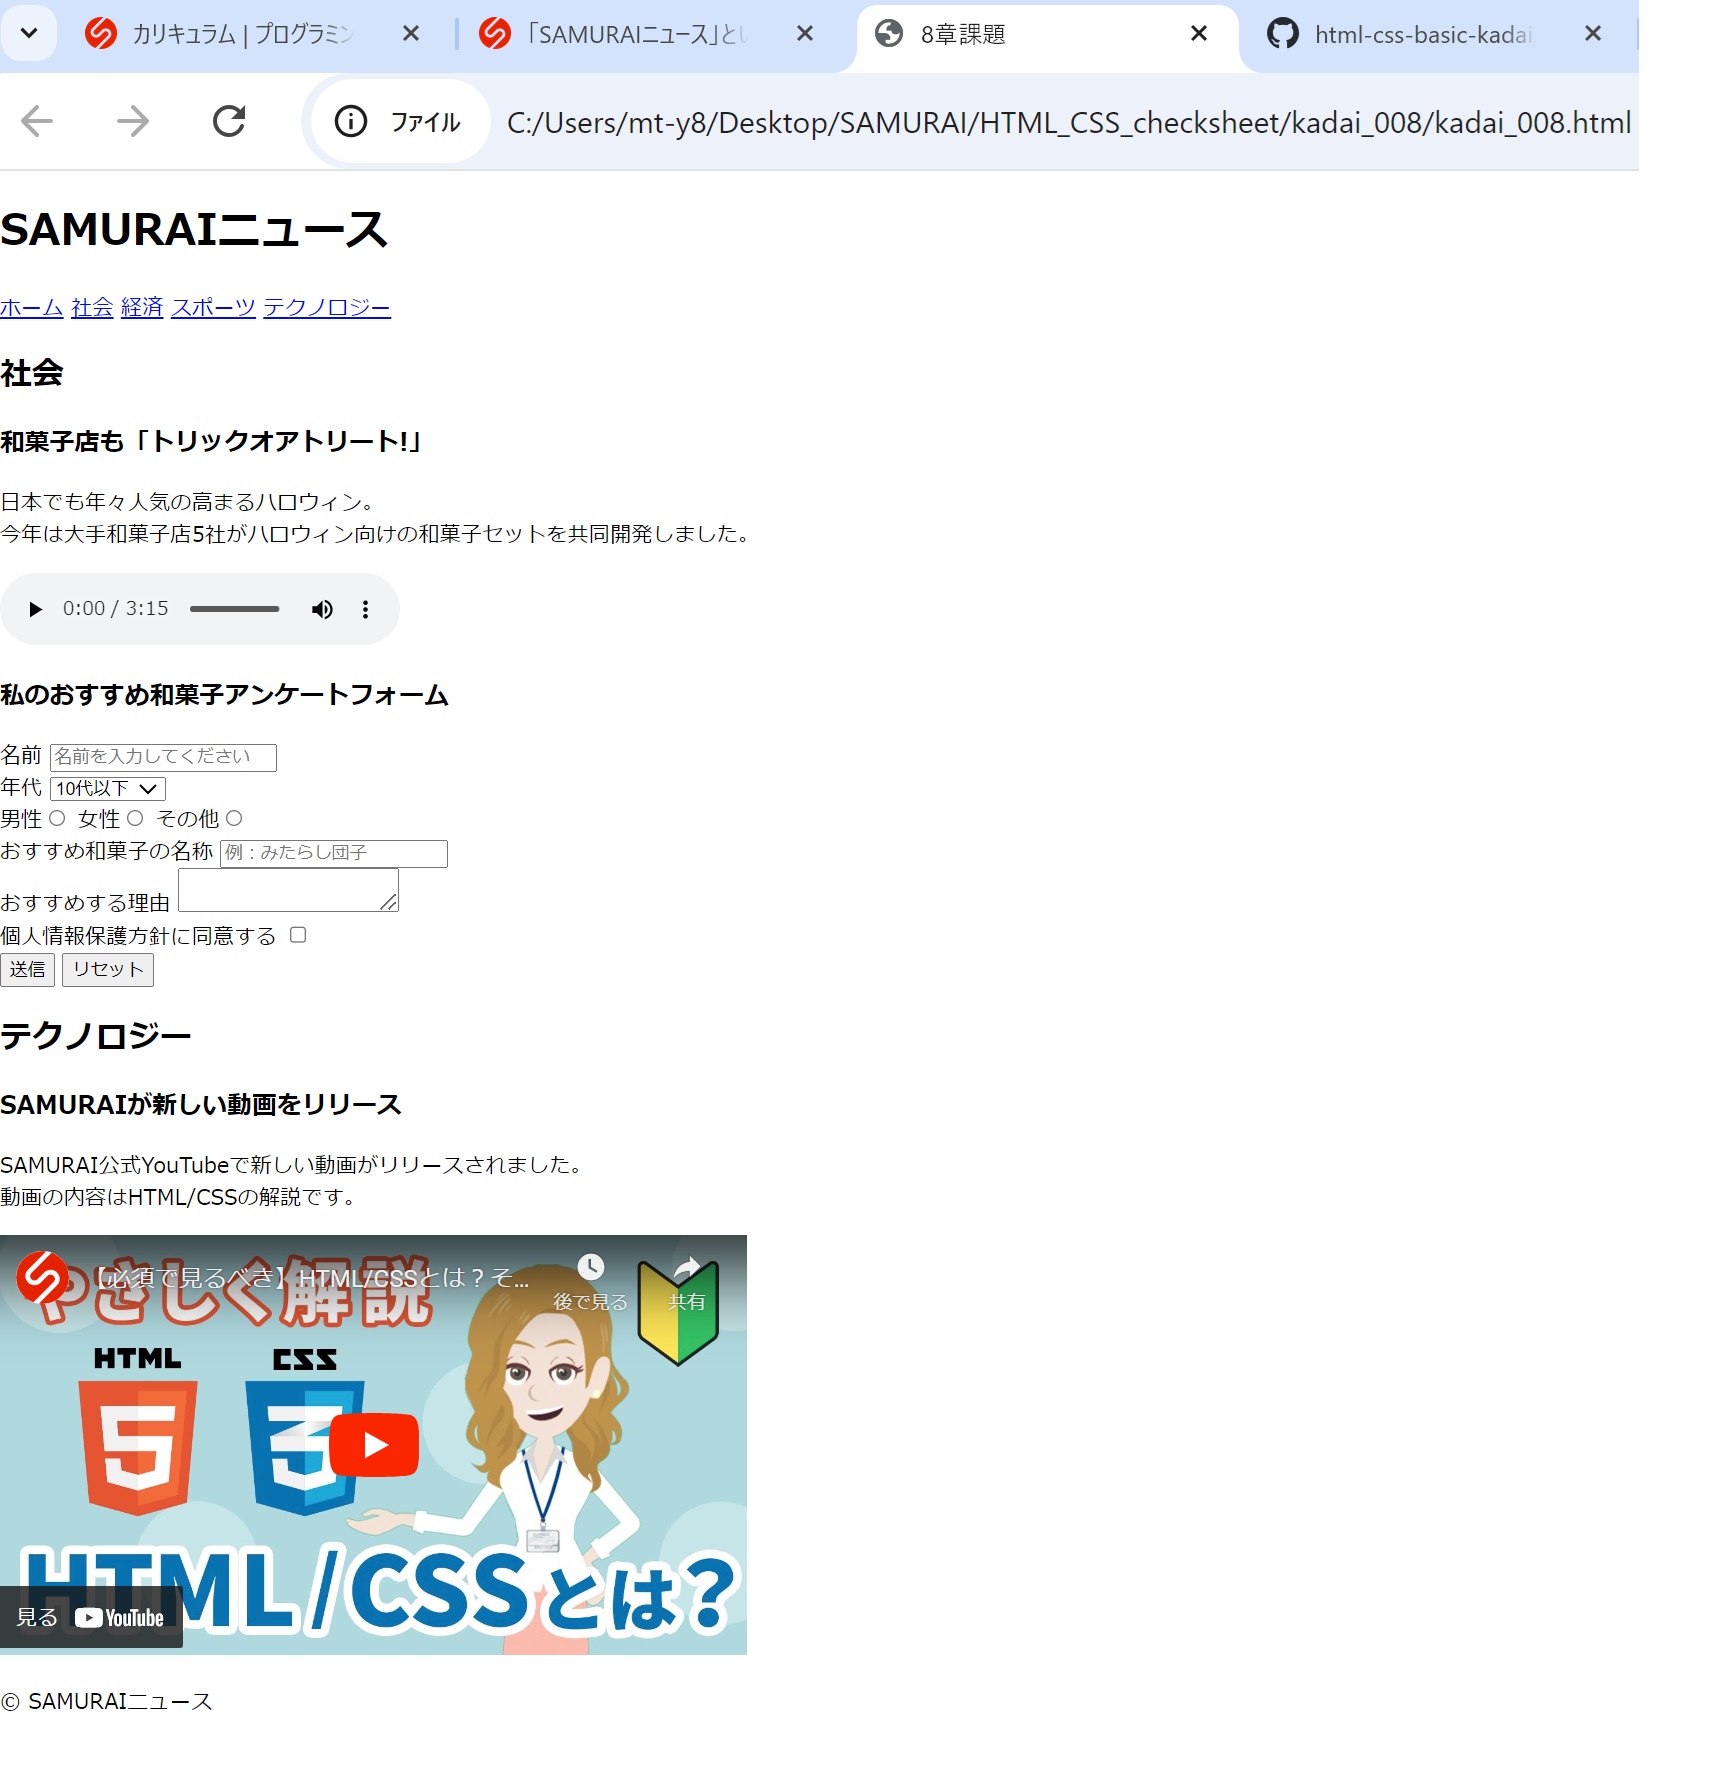 カリキュラム | プログラミン
「SAMURAIニュース」とい
8章課題
html-css-basic-kadai
ファイル
C:/Users/mt-y8/Desktop/SAMURAI/HTML_CSS_checksheet/kadai_008/kadai_008.html
SAMURAIニュース
ホーム 社会 経済 スポーツ テクノロジー
社会
和菓子店も「トリックオアトリート!」
日本でも年々人気の高まるハロウィン。
今年は大手和菓子店5社がハロウィン向けの和菓子セットを共同開発しました。
0:00 / 3:15
私のおすすめ和菓子アンケートフォーム
名前 名前を入力してください
年代 10代以下
男性 女性 その他
おすすめ和菓子の名称 例：みたらし団子
おすすめする理由
個人情報保護方針に同意する
送信 リセット
テクノロジー
SAMURAIが新しい動画をリリース
SAMURAI公式YouTubeで新しい動画がリリースされました。
動画の内容はHTML/CSSの解説です。
【必須で見るべき】HTML/CSSとは？そ...
後で見る 共有
やさしく解説
HTML CSS
HTML/CSSとは？
見る YouTube
© SAMURAIニュース